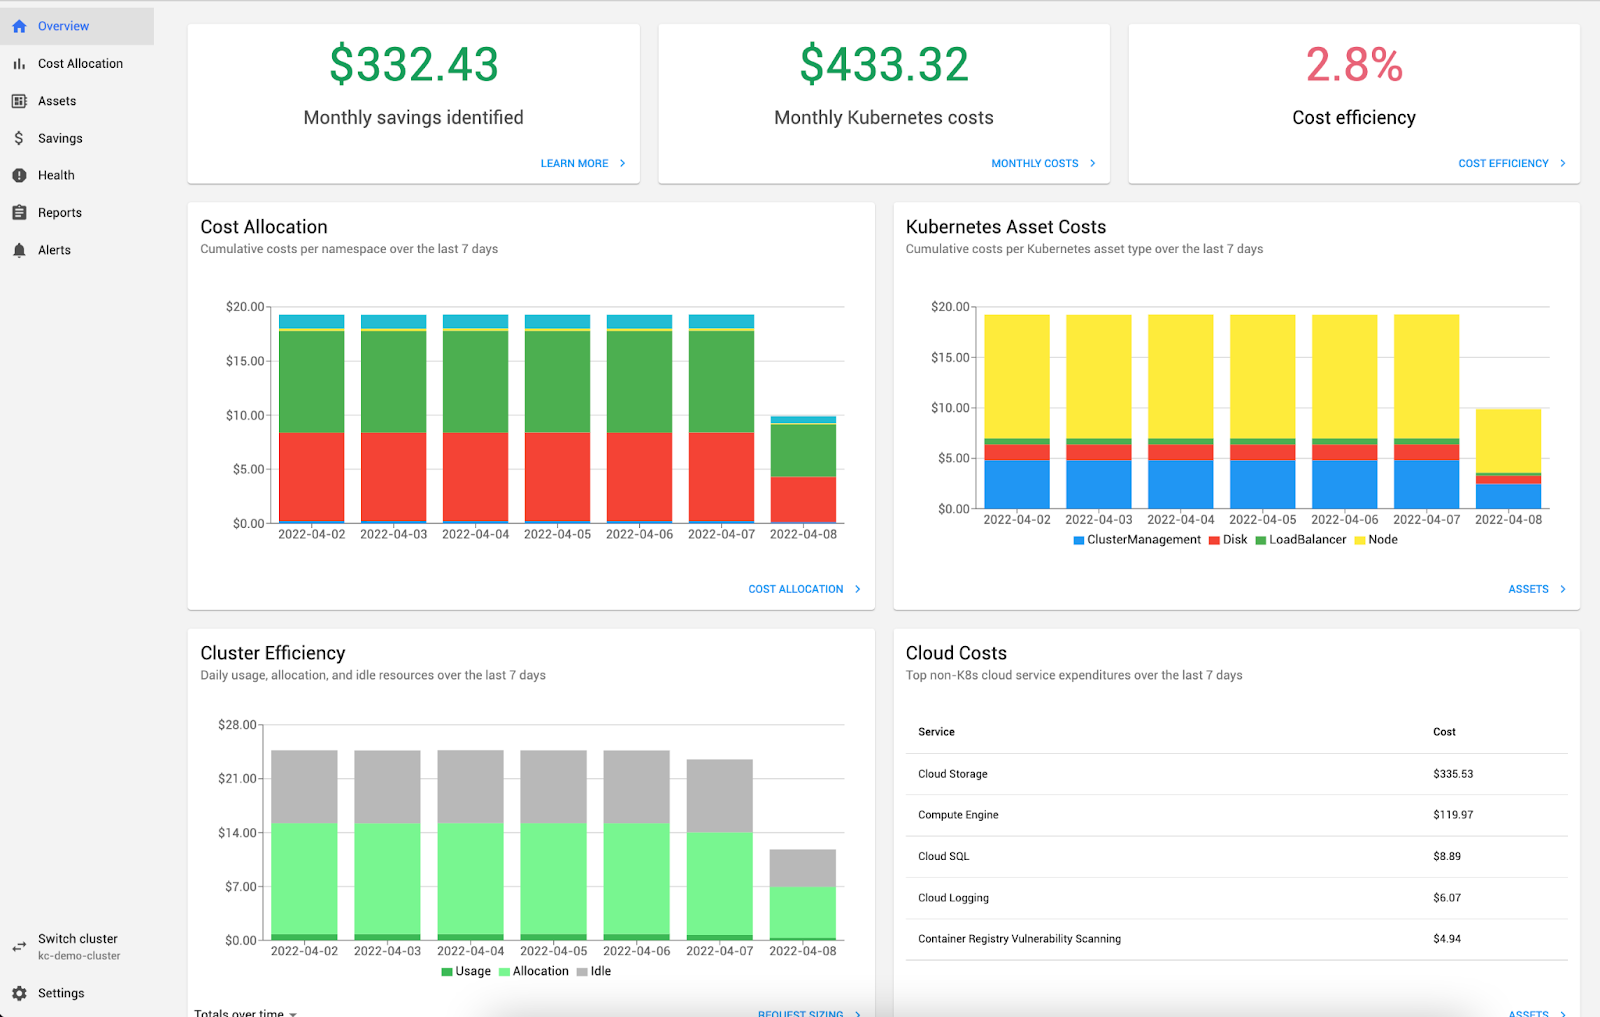 Overview
Cost Allocation
Assets
Savings
Health
Reports
Alerts
Switch cluster
kc-demo-cluster
Settings
$332.43
Monthly savings identified
LEARN MORE
$433.32
Monthly Kubernetes costs
MONTHLY COSTS
2.8%
Cost efficiency
COST EFFICIENCY
Cost Allocation
Cumulative costs per namespace over the last 7 days
$20.00
$15.00
$10.00
$5.00
$0.00
2022-04-02 2022-04-03 2022-04-04 2022-04-05 2022-04-06 2022-04-07 2022-04-08
COST ALLOCATION
Kubernetes Asset Costs
Cumulative costs per Kubernetes asset type over the last 7 days
$20.00
$15.00
$10.00
$5.00
$0.00
2022-04-02 2022-04-03 2022-04-04 2022-04-05 2022-04-06 2022-04-07 2022-04-08
ClusterManagement Disk LoadBalancer Node
ASSETS
Cluster Efficiency
Daily usage, allocation, and idle resources over the last 7 days
$28.00
$21.00
$14.00
$7.00
$0.00
2022-04-02 2022-04-03 2022-04-04 2022-04-05 2022-04-06 2022-04-07 2022-04-08
Usage Allocation Idle
Totals over time
REQUEST SIZING
Cloud Costs
Top non-K8s cloud service expenditures over the last 7 days
Service Cost
Cloud Storage $335.53
Compute Engine $119.97
Cloud SQL $8.89
Cloud Logging $6.07
Container Registry Vulnerability Scanning $4.94
ASSETS